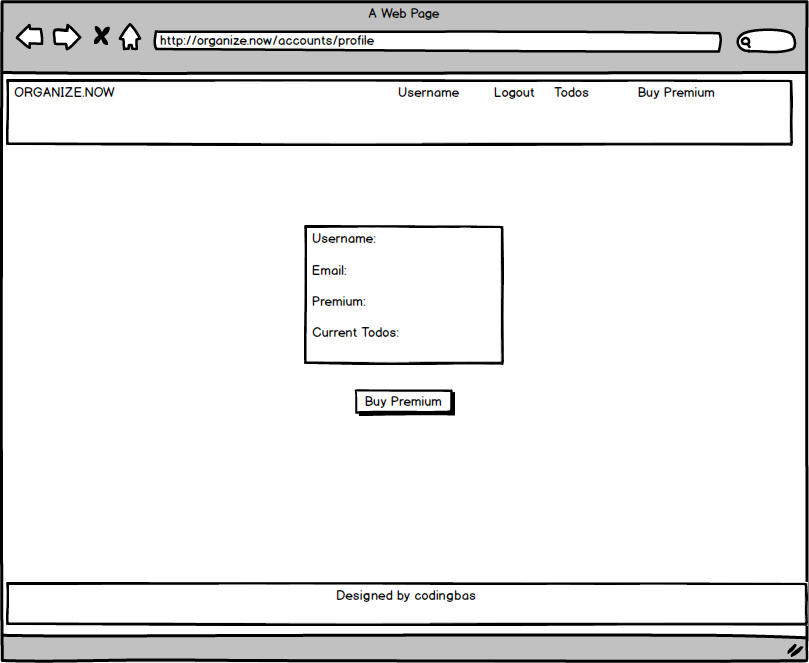 A Web Page
http://organize.now/accounts/profile
ORGANIZE.NOW Username Logout Todos Buy Premium
Username:
Email:
Premium:
Current Todos:
Buy Premium
Designed by codingbas